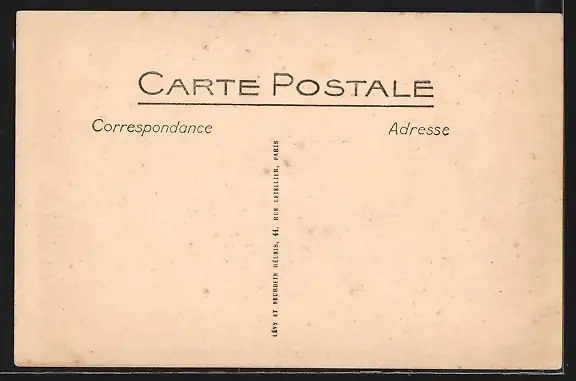 CARTE POSTALE
Correspondance
Adresse
LÉVY ET NEURDEIN RÉUNIS, 44, RUE LETELLIER, PARIS